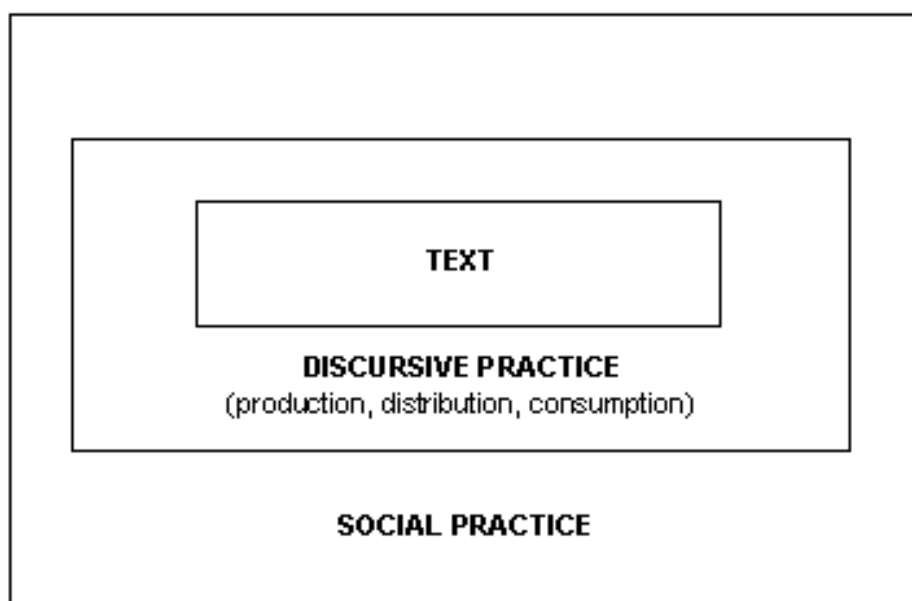 TEXT
DISCURSIVE PRACTICE
(production, distribution, consumption)
SOCIAL PRACTICE